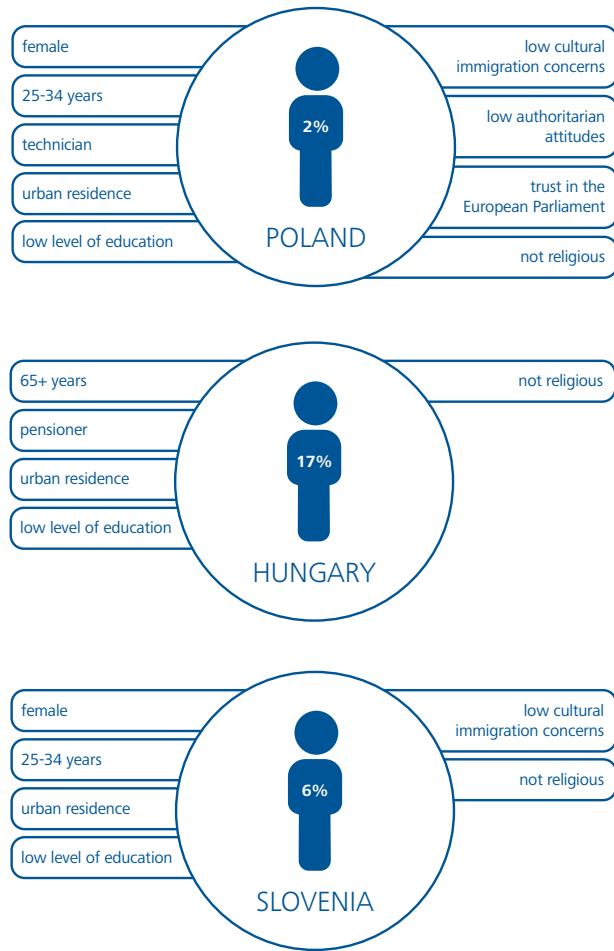 female
25-34 years
technician
urban residence
low level of education
2%
POLAND
low cultural
immigration concerns
low authoritarian
attitudes
trust in the
European Parliament
not religious
65+ years
pensioner
urban residence
low level of education
17%
HUNGARY
not religious
female
25-34 years
urban residence
low level of education
6%
SLOVENIA
low cultural
immigration concerns
not religious